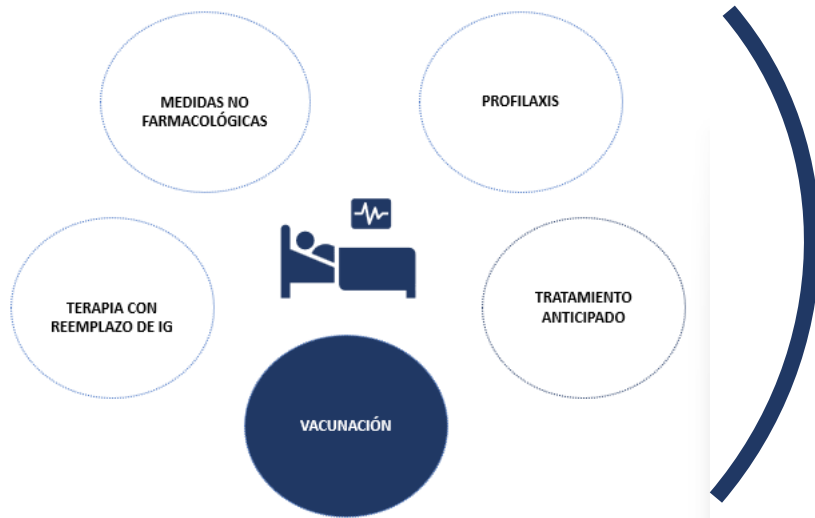 MEDIDAS NO
FARMACOLÓGICAS
PROFILAXIS
TERAPIA CON
REEMPLAZO DE IG
TRATAMIENTO
ANTICIPADO
VACUNACIÓN